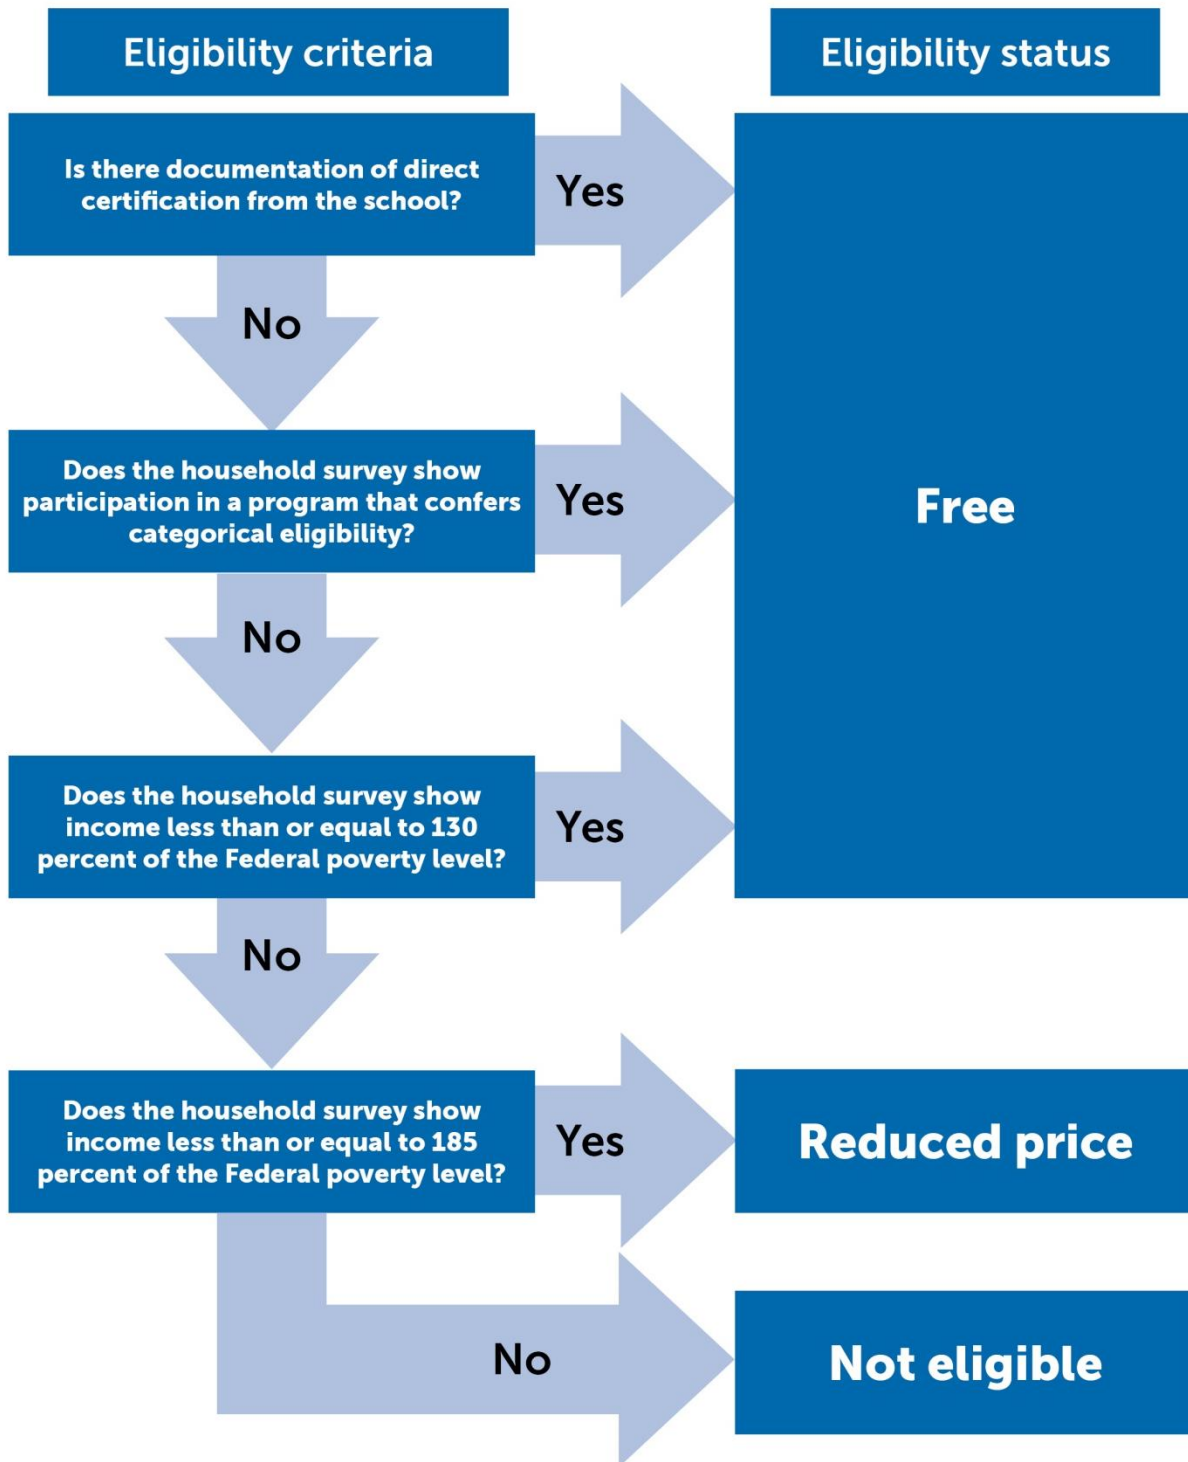 Eligibility criteria
Eligibility status
Is there documentation of direct
certification from the school?
Yes
Free
No
Does the household survey show
participation in a program that confers
categorical eligibility?
Yes
No
Does the household survey show
income less than or equal to 130
percent of the Federal poverty level?
Yes
No
Does the household survey show
income less than or equal to 185
percent of the Federal poverty level?
Yes
Reduced price
No
Not eligible